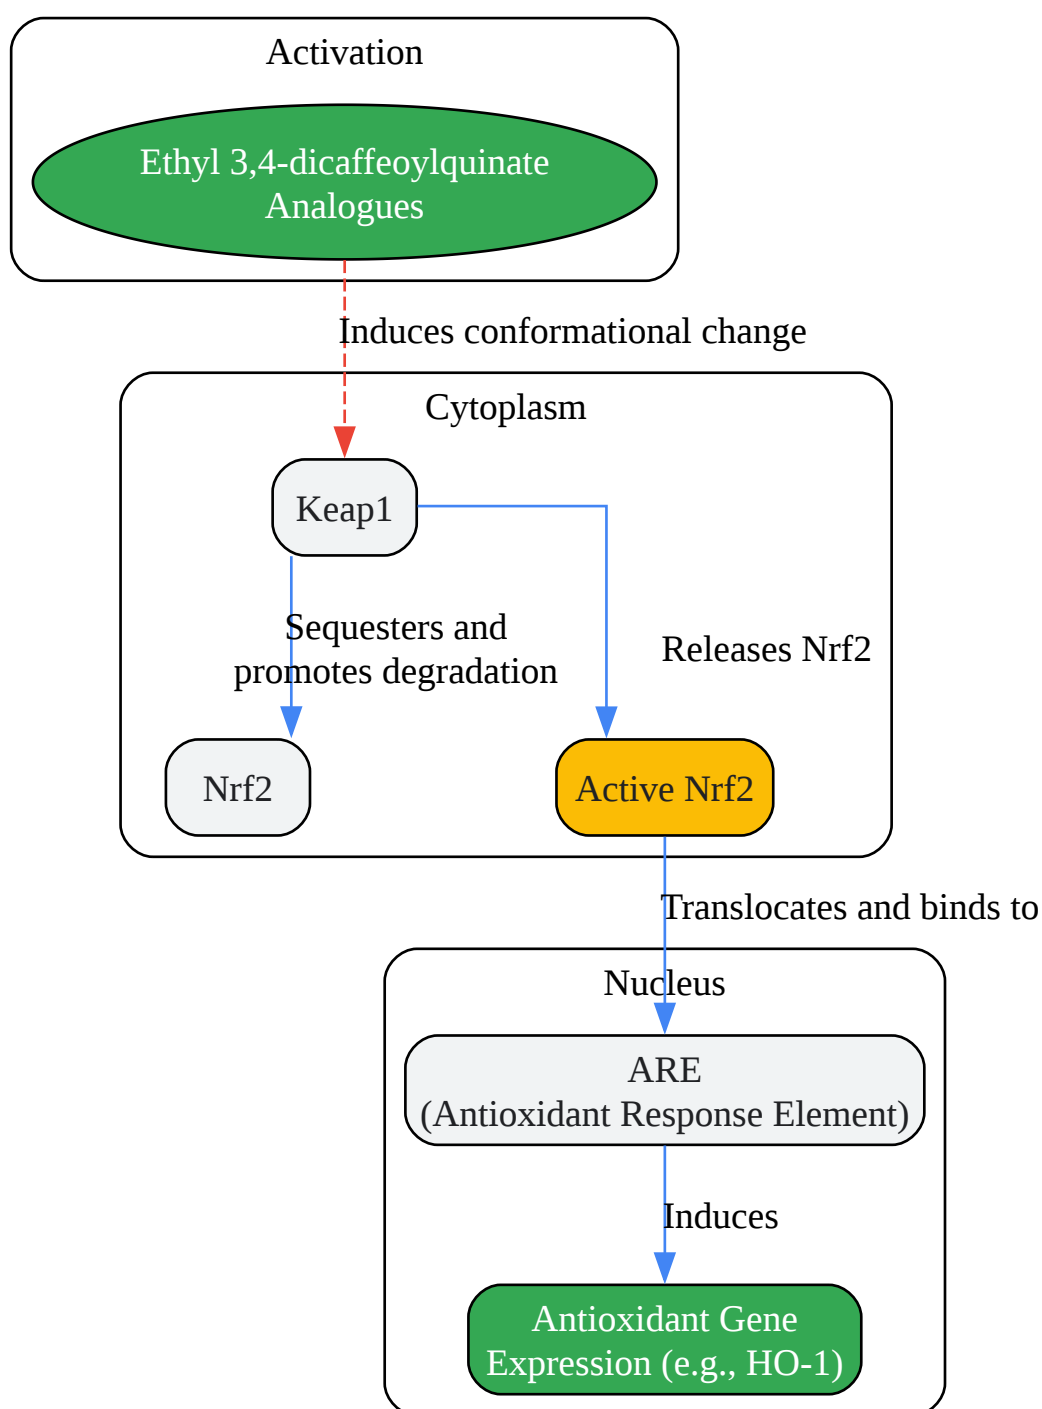 Activation
Ethyl 3,4-dicaffeoylquinate
Analogues
Induces conformational change
Cytoplasm
Keap1
Sequesters and
promotes degradation
Releases Nrf2
Nrf2
Active Nrf2
Translocates and binds to
Nucleus
ARE
(Antioxidant Response Element)
Induces
Antioxidant Gene
Expression (e.g., HO-1)